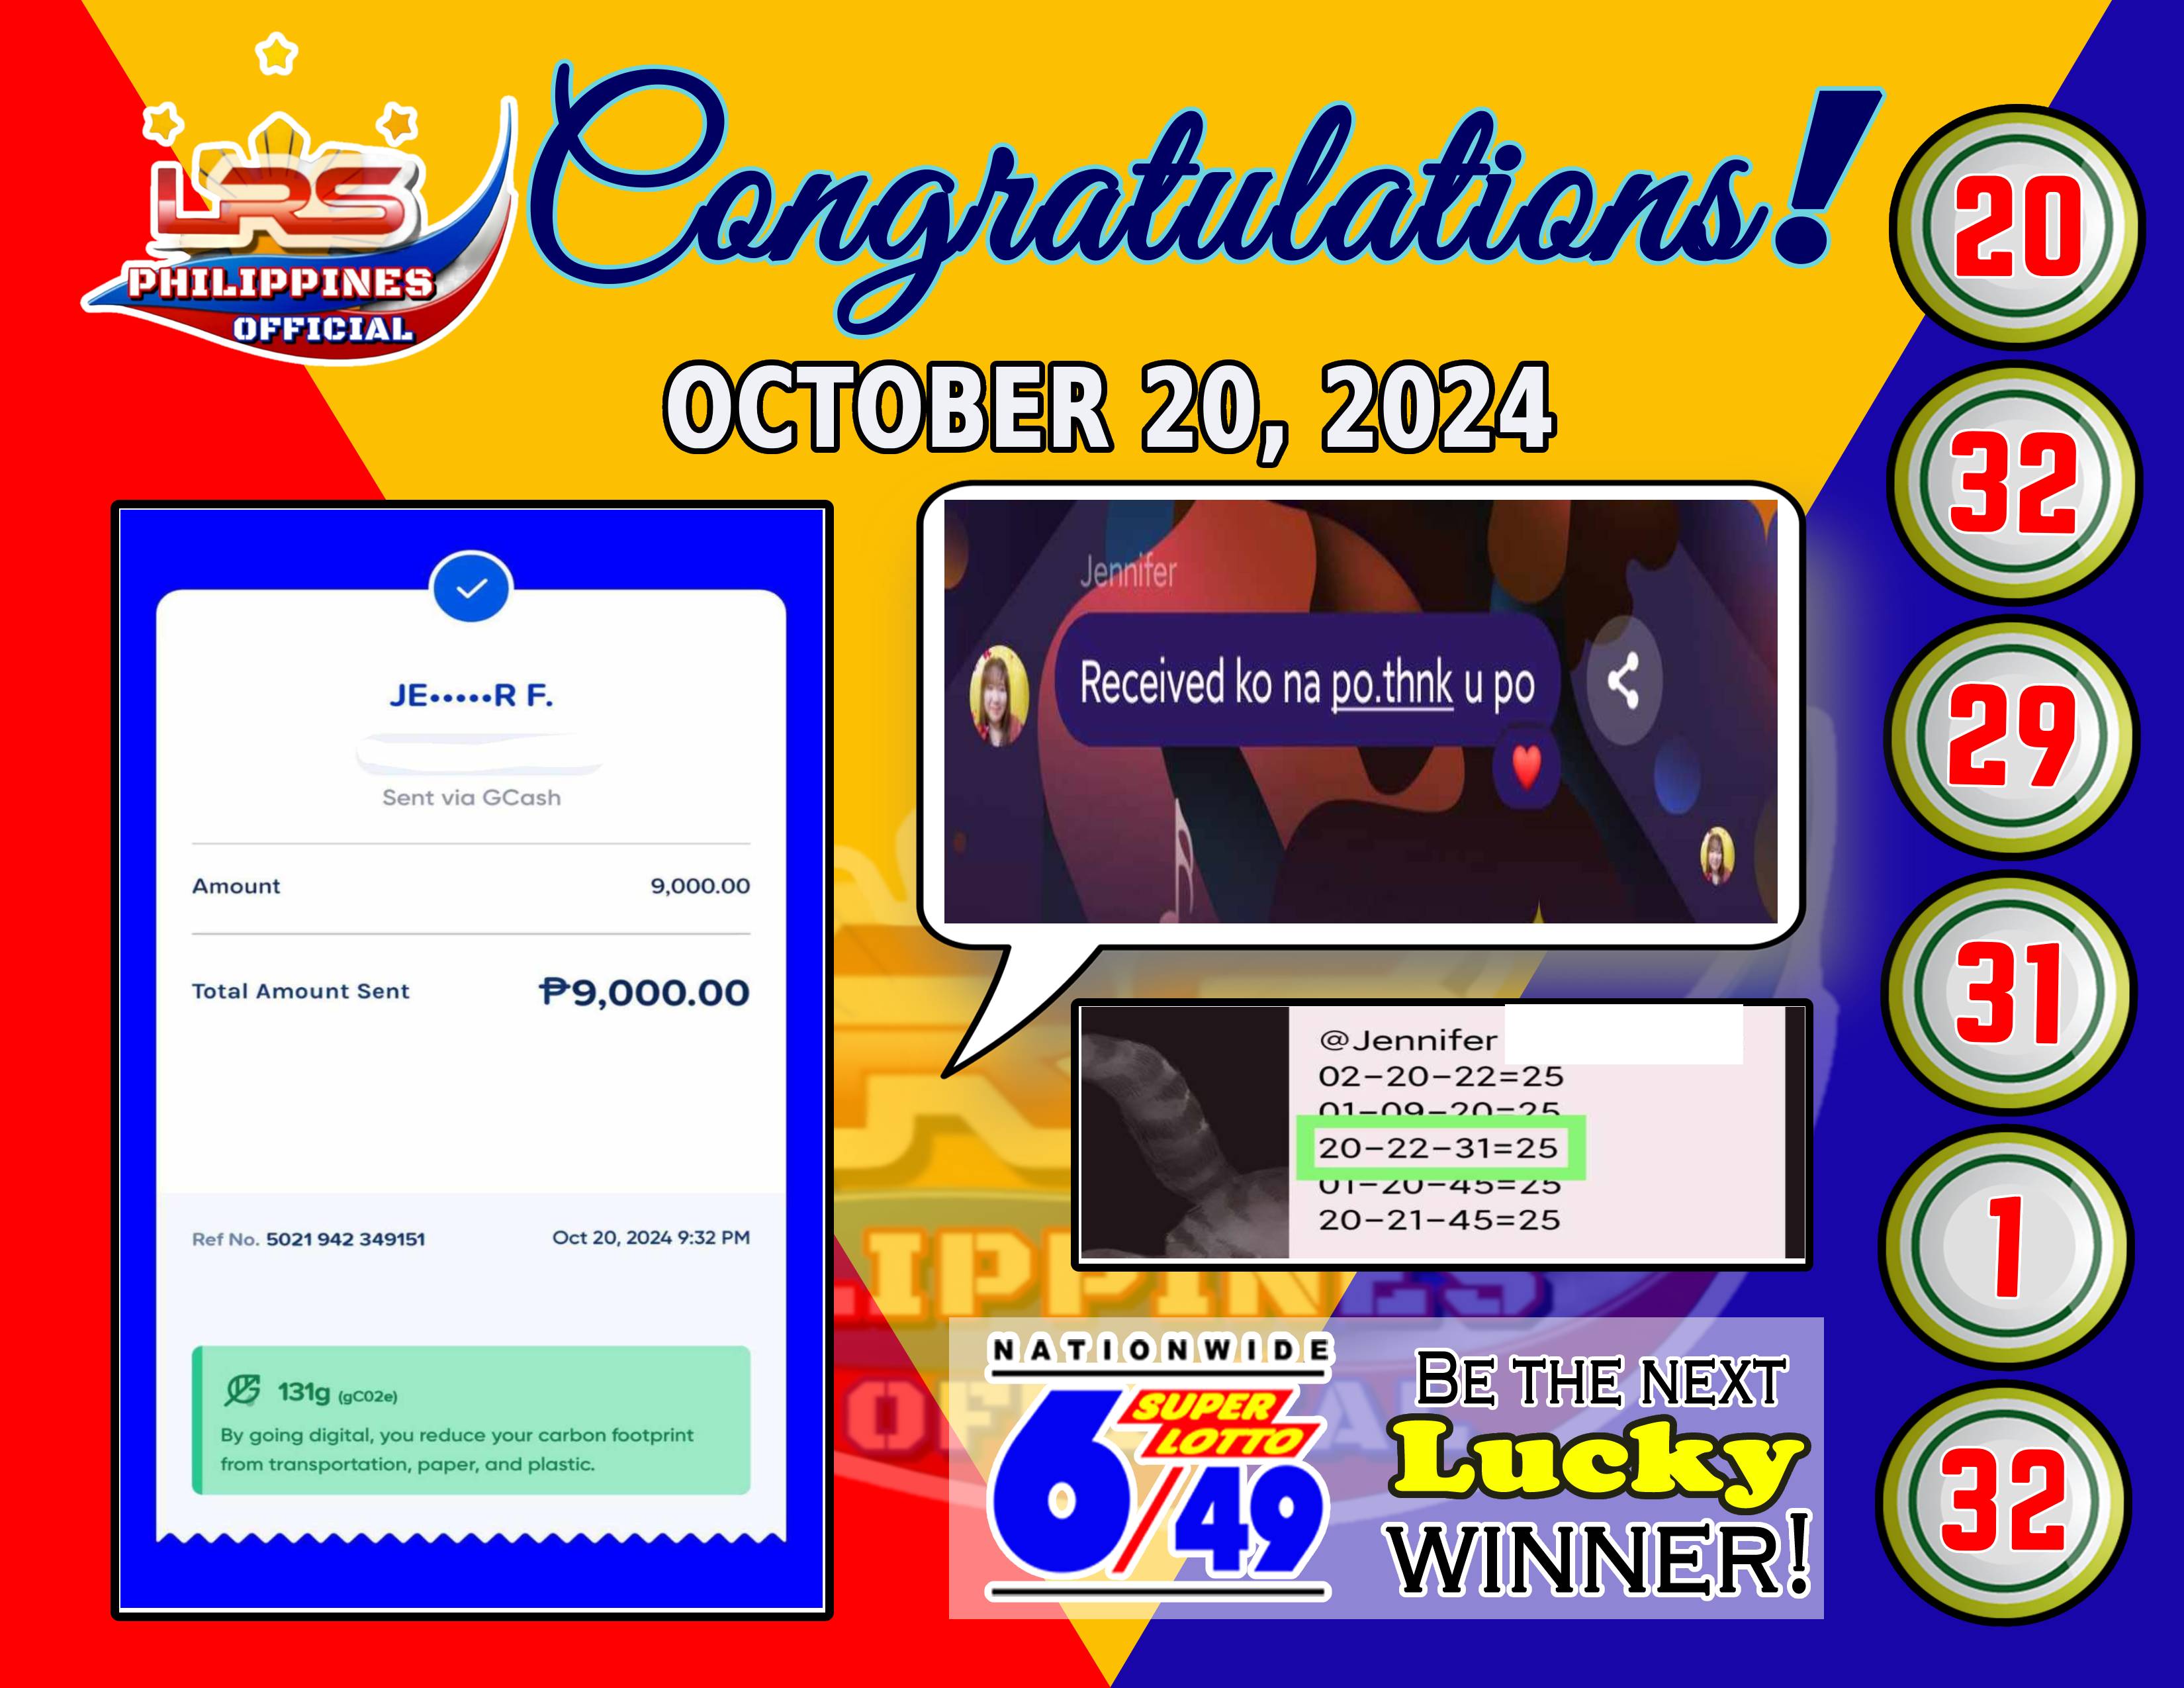 LRS
PHILIPPINES
OFFICIAL
Congratulations!
OCTOBER 20, 2024
JE•••••R F.
Sent via GCash
Amount 9,000.00
Total Amount Sent ₱9,000.00
Ref No. 5021 942 349151 Oct 20, 2024 9:32 PM
131g (gC02e)
By going digital, you reduce your carbon footprint
from transportation, paper, and plastic.
Jennifer
Received ko na po.thnk u po
@Jennifer
02-20-22=25
01-09-20=25
20-22-31=25
01-20-45=25
20-21-45=25
NATIONWIDE
SUPER
LOTTO
6/49
BE THE NEXT
Lucky
WINNER!
20
32
29
31
1
32